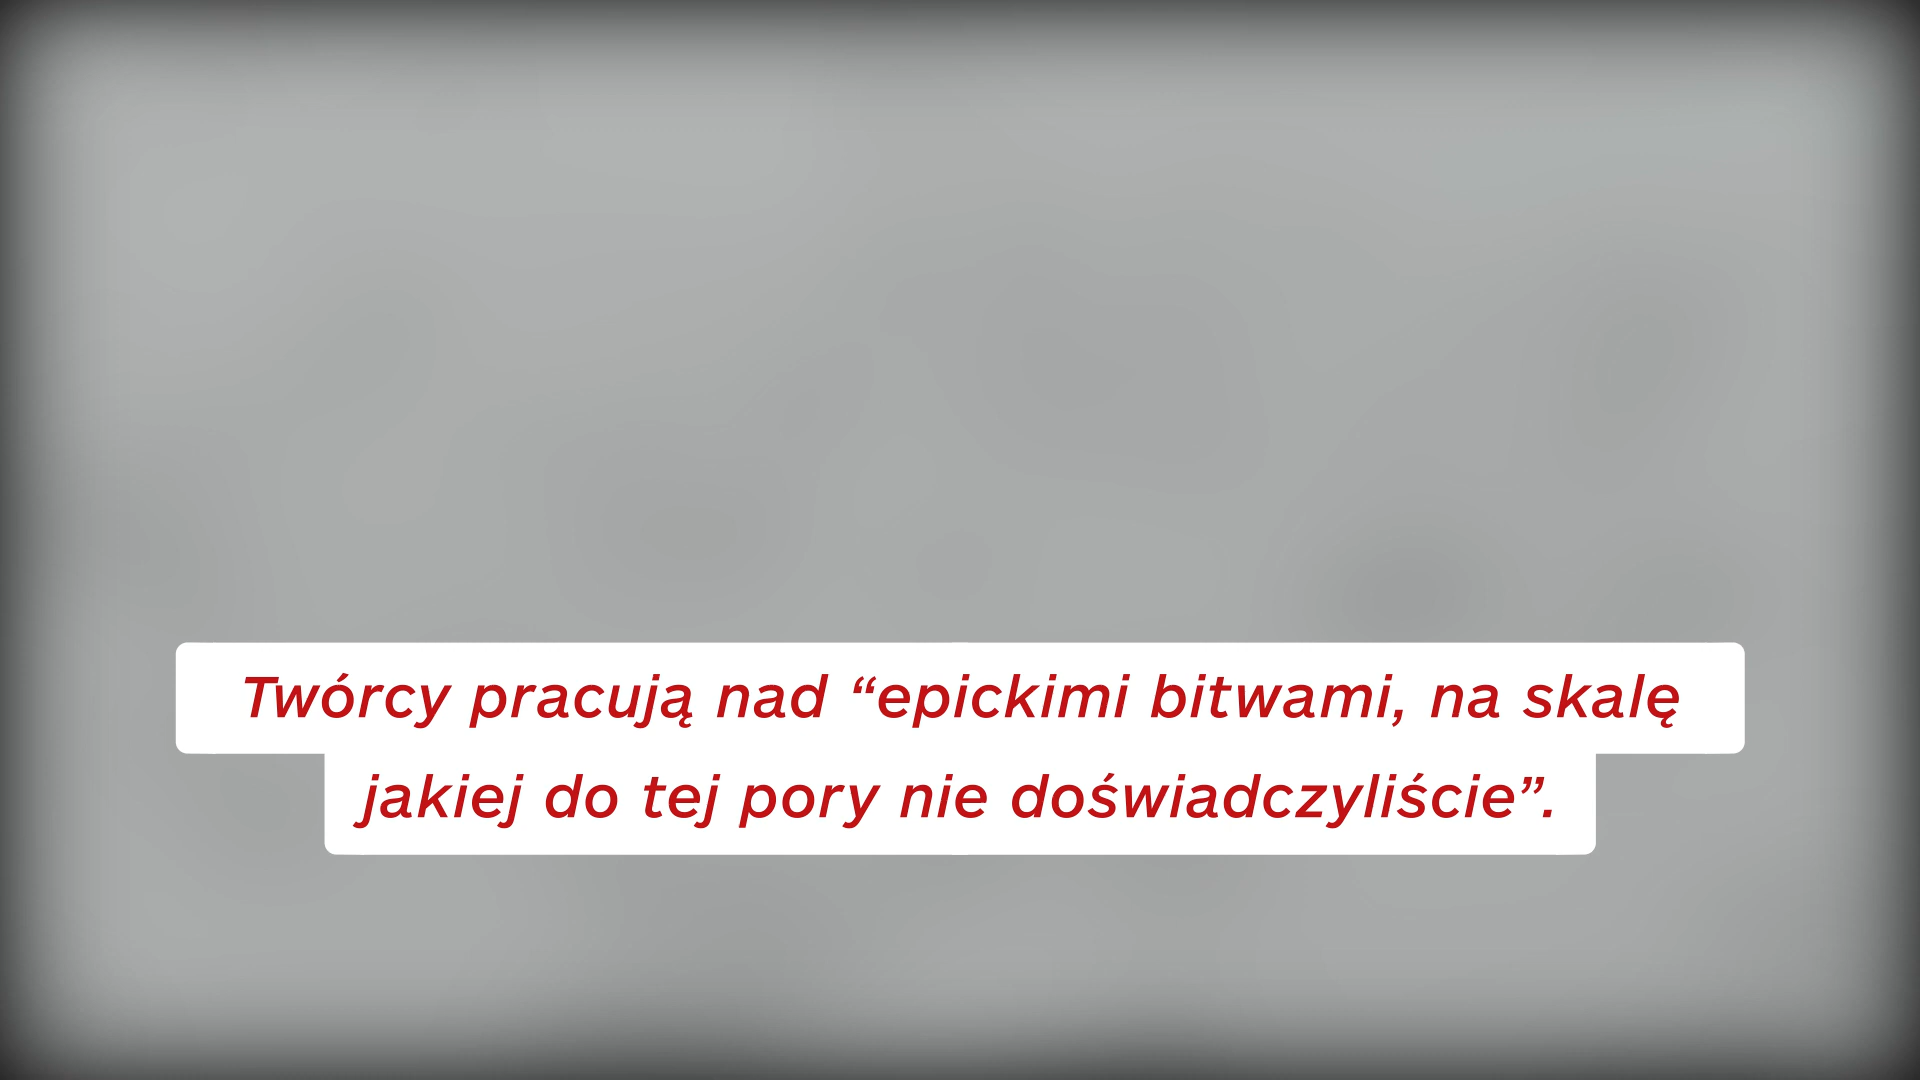 Twórcy pracują nad “epickimi bitwami, na skalę
jakiej do tej pory nie doświadczyliście”.